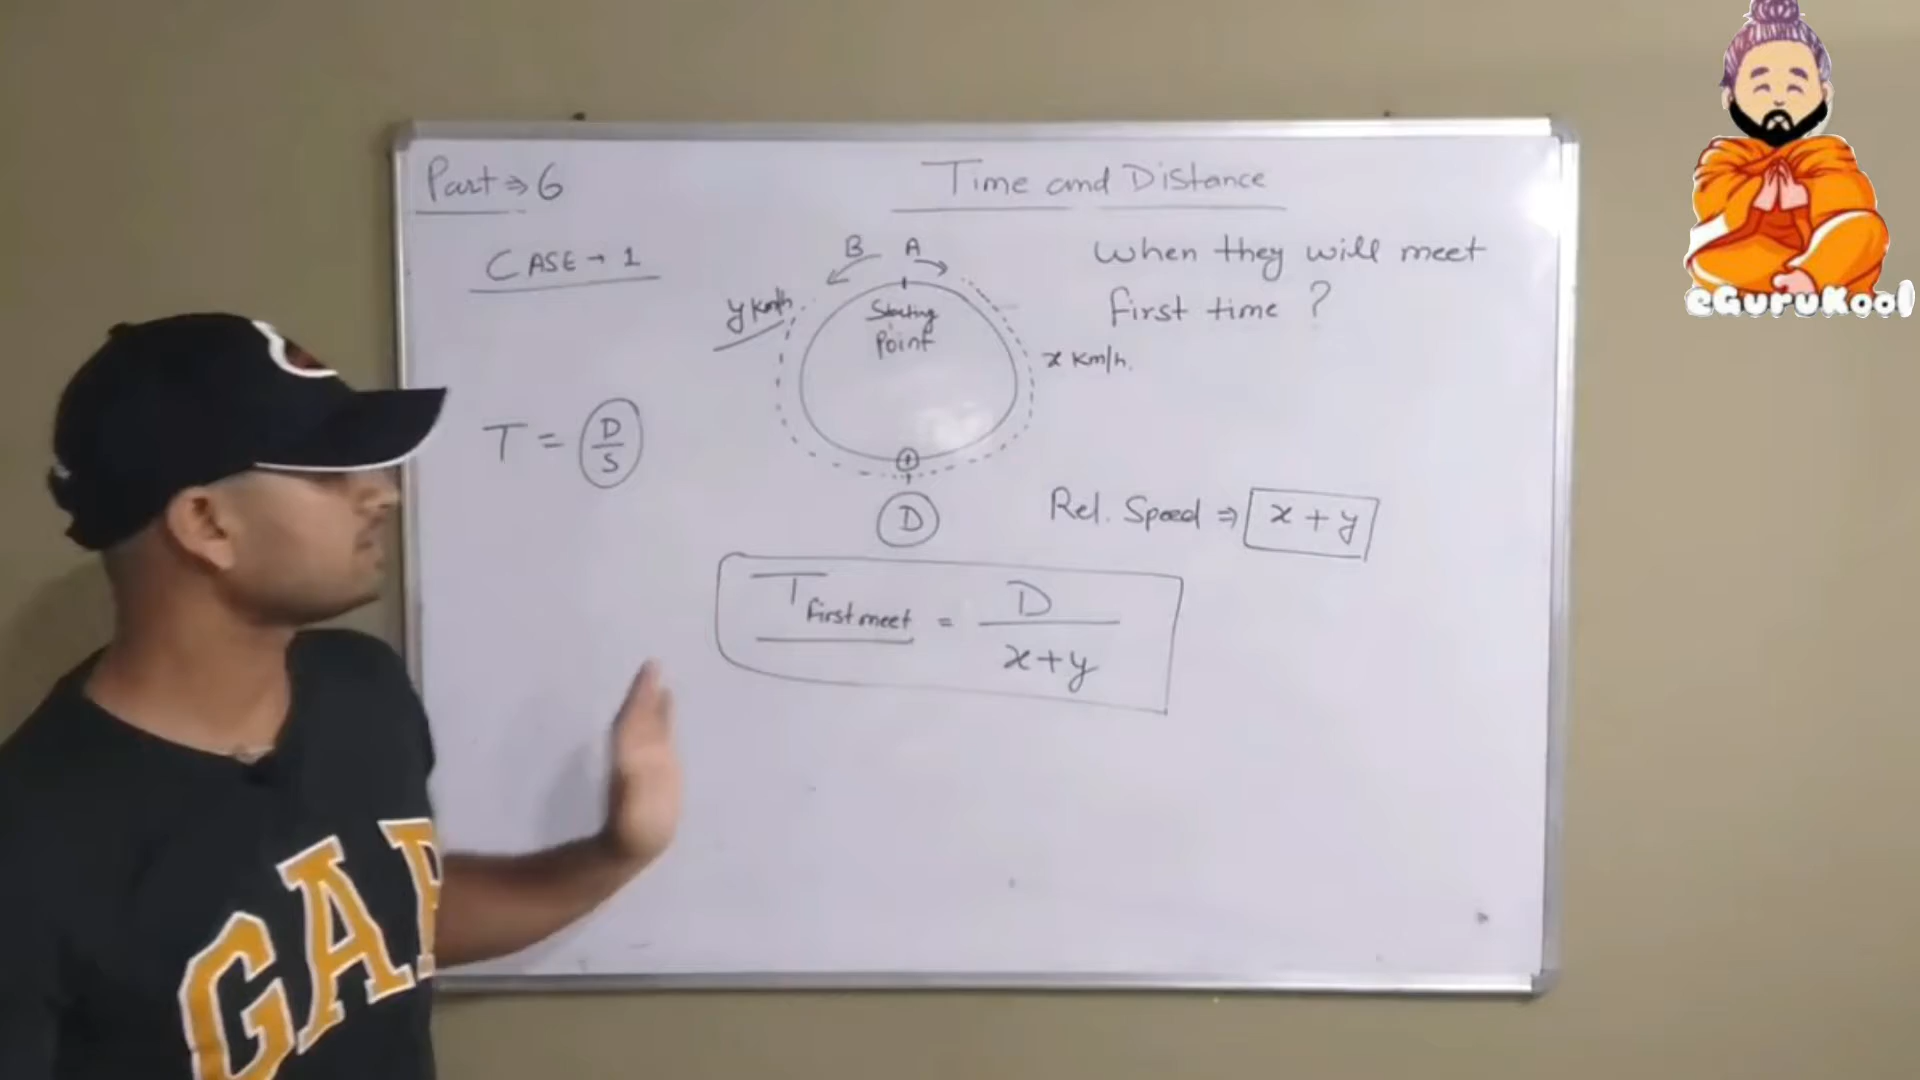 Part ⇒ 6
Time and Distance
CASE → 1
B A
When they will meet
first time ?
y Km/h
Starting
Point
x Km/h.
T = D/S
D
Rel. Speed ⇒ x + y
T first meet = D / x+y
GAP
eGuruKool